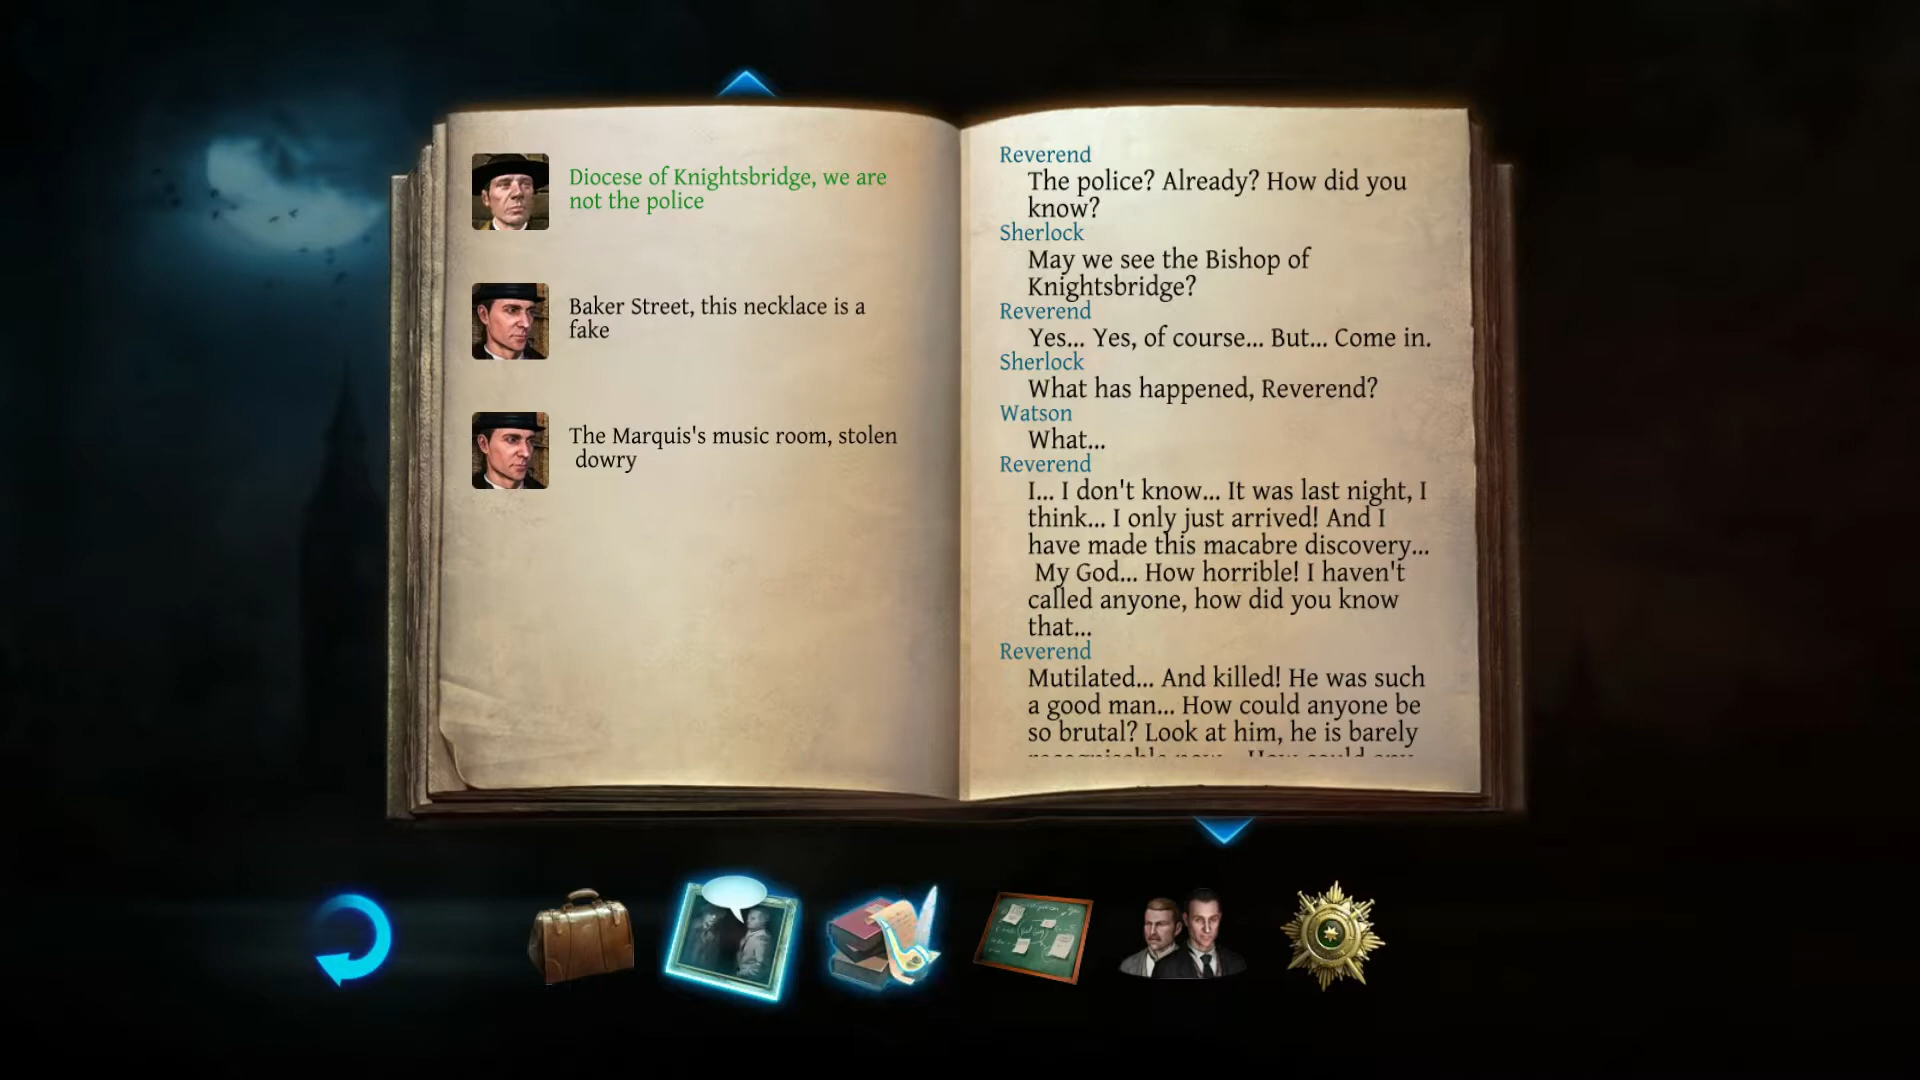 Diocese of Knightsbridge, we are
not the police
Baker Street, this necklace is a
fake
The Marquis's music room, stolen
dowry
Reverend
The police? Already? How did you
know?
Sherlock
May we see the Bishop of
Knightsbridge?
Reverend
Yes... Yes, of course... But... Come in.
Sherlock
What has happened, Reverend?
Watson
What...
Reverend
I... I don't know... It was last night, I
think... I only just arrived! And I
have made this macabre discovery...
My God... How horrible! I haven't
called anyone, how did you know
that...
Reverend
Mutilated... And killed! He was such
a good man... How could anyone be
so brutal? Look at him, he is barely